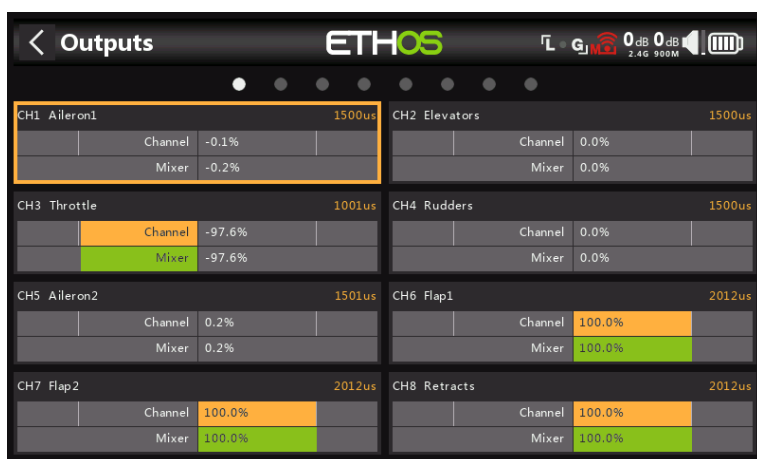 < Outputs ETHOS L G M 0 dB 0 dB
2.4G 900M
CH1 Aileron1 1500us
Channel -0.1%
Mixer -0.2%
CH2 Elevators 1500us
Channel 0.0%
Mixer 0.0%
CH3 Throttle 1001us
Channel -97.6%
Mixer -97.6%
CH4 Rudders 1500us
Channel 0.0%
Mixer 0.0%
CH5 Aileron2 1501us
Channel 0.2%
Mixer 0.2%
CH6 Flap1 2012us
Channel 100.0%
Mixer 100.0%
CH7 Flap2 2012us
Channel 100.0%
Mixer 100.0%
CH8 Retracts 2012us
Channel 100.0%
Mixer 100.0%